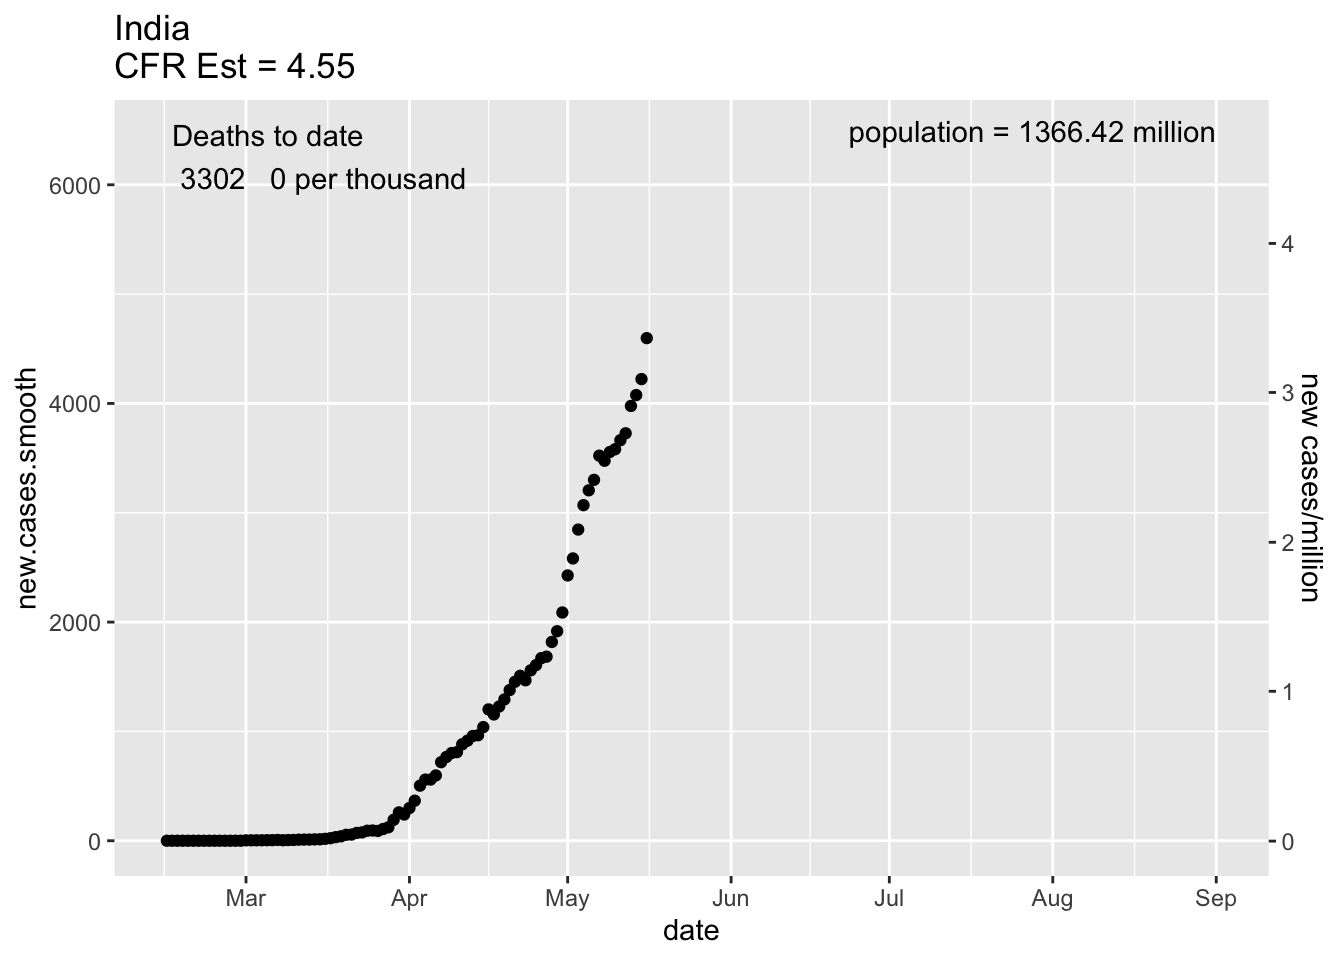 India
CFR Est = 4.55
Deaths to date
3302 0 per thousand
population = 1366.42 million
6000
4000
2000
0
new.cases.smooth
4
3
2
1
0
new cases/million
Mar Apr May Jun Jul Aug Sep
date